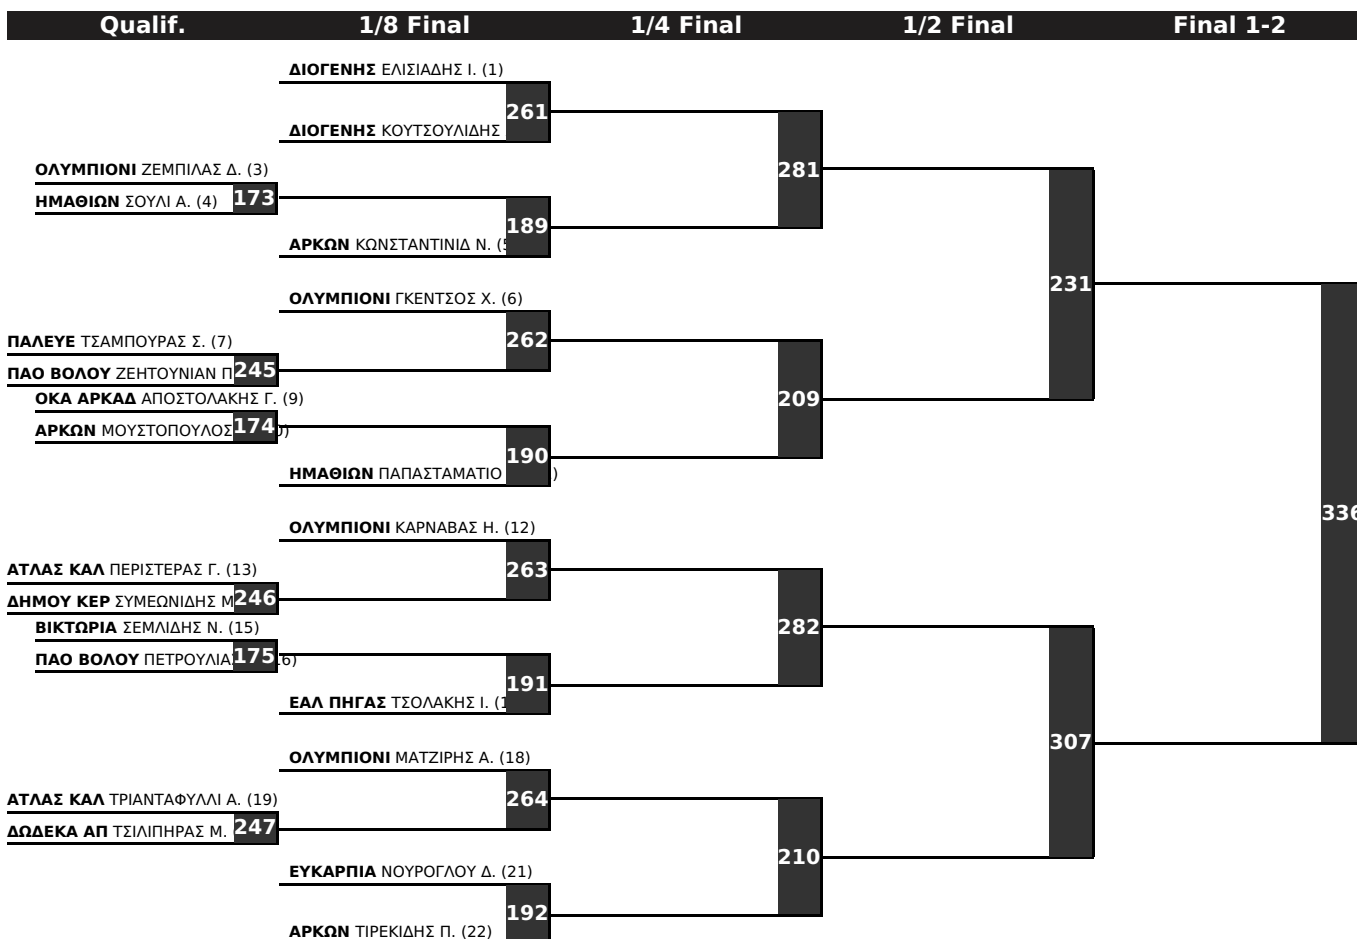 Qualif. 1/8 Final 1/4 Final 1/2 Final Final 1-2
ΔΙΟΓΕΝΗΣ ΕΛΙΣΙΑΔΗΣ Ι. (1)
261
ΔΙΟΓΕΝΗΣ ΚΟΥΤΣΟΥΛΙΔΗΣ
281
ΟΛΥΜΠΙΟΝΙ ΖΕΜΠΙΛΑΣ Δ. (3)
173
ΗΜΑΘΙΩΝ ΣΟΥΛΙ Α. (4)
189
ΑΡΚΩΝ ΚΩΝΣΤΑΝΤΙΝΙΔ Ν.
231
ΟΛΥΜΠΙΟΝΙ ΓΚΕΝΤΣΟΣ Χ. (6)
262
ΠΑΛΕΥΕ ΤΣΑΜΠΟΥΡΑΣ Σ. (7)
245
ΠΑΟ ΒΟΛΟΥ ΖΕΗΤΟΥΝΙΑΝ Π
209
ΟΚΑ ΑΡΚΑΔ ΑΠΟΣΤΟΛΑΚΗΣ Γ. (9)
174
ΑΡΚΩΝ ΜΟΥΣΤΟΠΟΥΛΟΣ
190
ΗΜΑΘΙΩΝ ΠΑΠΑΣΤΑΜΑΤΙΟ
336
ΟΛΥΜΠΙΟΝΙ ΚΑΡΝΑΒΑΣ Η. (12)
263
ΑΤΛΑΣ ΚΑΛ ΠΕΡΙΣΤΕΡΑΣ Γ. (13)
246
ΔΗΜΟΥ ΚΕΡ ΣΥΜΕΩΝΙΔΗΣ Μ
282
ΒΙΚΤΩΡΙΑ ΣΕΜΛΙΔΗΣ Ν. (15)
175
ΠΑΟ ΒΟΛΟΥ ΠΕΤΡΟΥΛΙΑΣ
191
ΕΑΛ ΠΗΓΑΣ ΤΣΟΛΑΚΗΣ Ι.
307
ΟΛΥΜΠΙΟΝΙ ΜΑΤΖΙΡΗΣ Α. (18)
264
ΑΤΛΑΣ ΚΑΛ ΤΡΙΑΝΤΑΦΥΛΛΙ Α. (19)
247
ΔΩΔΕΚΑ ΑΠ ΤΣΙΛΙΠΗΡΑΣ Μ.
210
ΕΥΚΑΡΠΙΑ ΝΟΥΡΟΓΛΟΥ Δ. (21)
192
ΑΡΚΩΝ ΤΙΡΕΚΙΔΗΣ Π. (22)